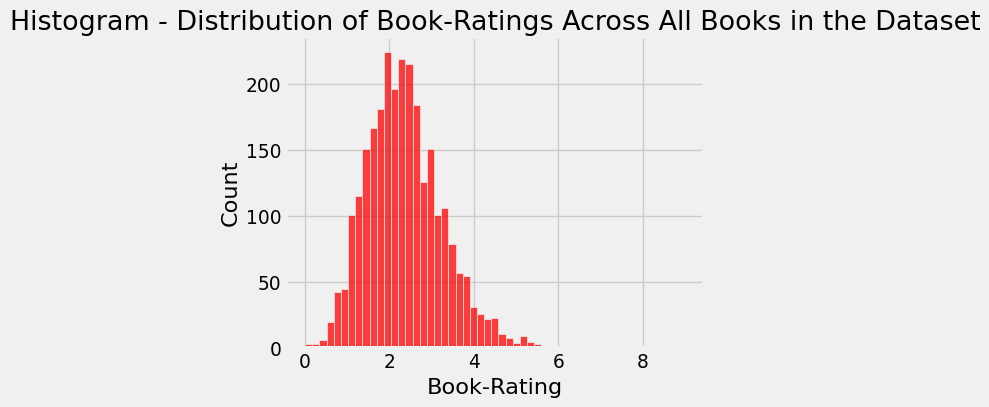 Histogram - Distribution of Book-Ratings Across All Books in the Dataset
200
150
100
50
0
Count
0 2 4 6 8
Book-Rating